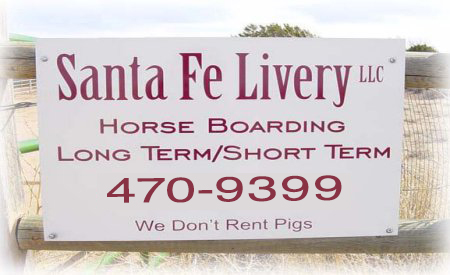 Santa Fe Livery LLC
Horse Boarding
Long Term/Short Term
470-9399
We Don't Rent Pigs